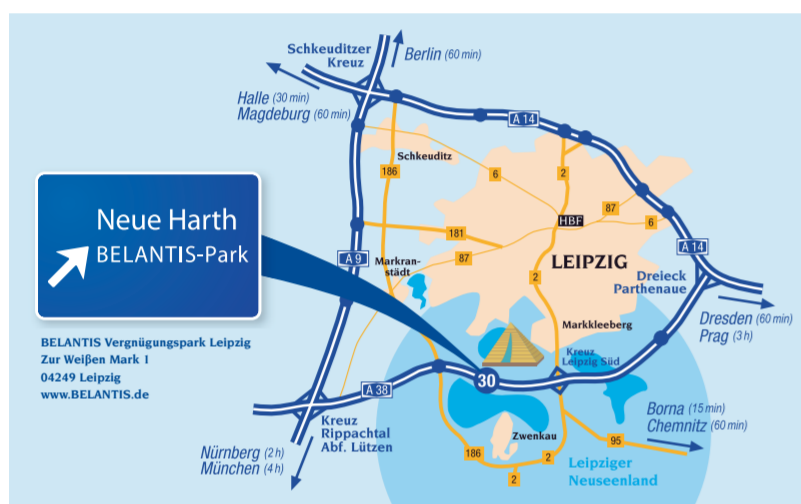 Schkeuditzer
Kreuz
Berlin (60 min)
Halle (30 min)
Magdeburg (60 min)
A 14
Schkeuditz
186
6
2
87
HBF
6
Neue Harth
BELANTIS-Park
A 9
181
87
Markran-
städt
2
LEIPZIG
A 14
Dreieck
Parthenaue
Markkleeberg
Dresden (60 min)
Prag (3 h)
BELANTIS Vergnügungspark Leipzig
Zur Weißen Mark 1
04249 Leipzig
www.BELANTIS.de
Kreuz
Leipzig Süd
30
A 38
Kreuz
Rippachtal
Abf. Lützen
Borna (15 min)
Chemnitz (60 min)
Zwenkau
95
Nürnberg (2 h)
München (4 h)
186
2
2
Leipziger
Neuseenland